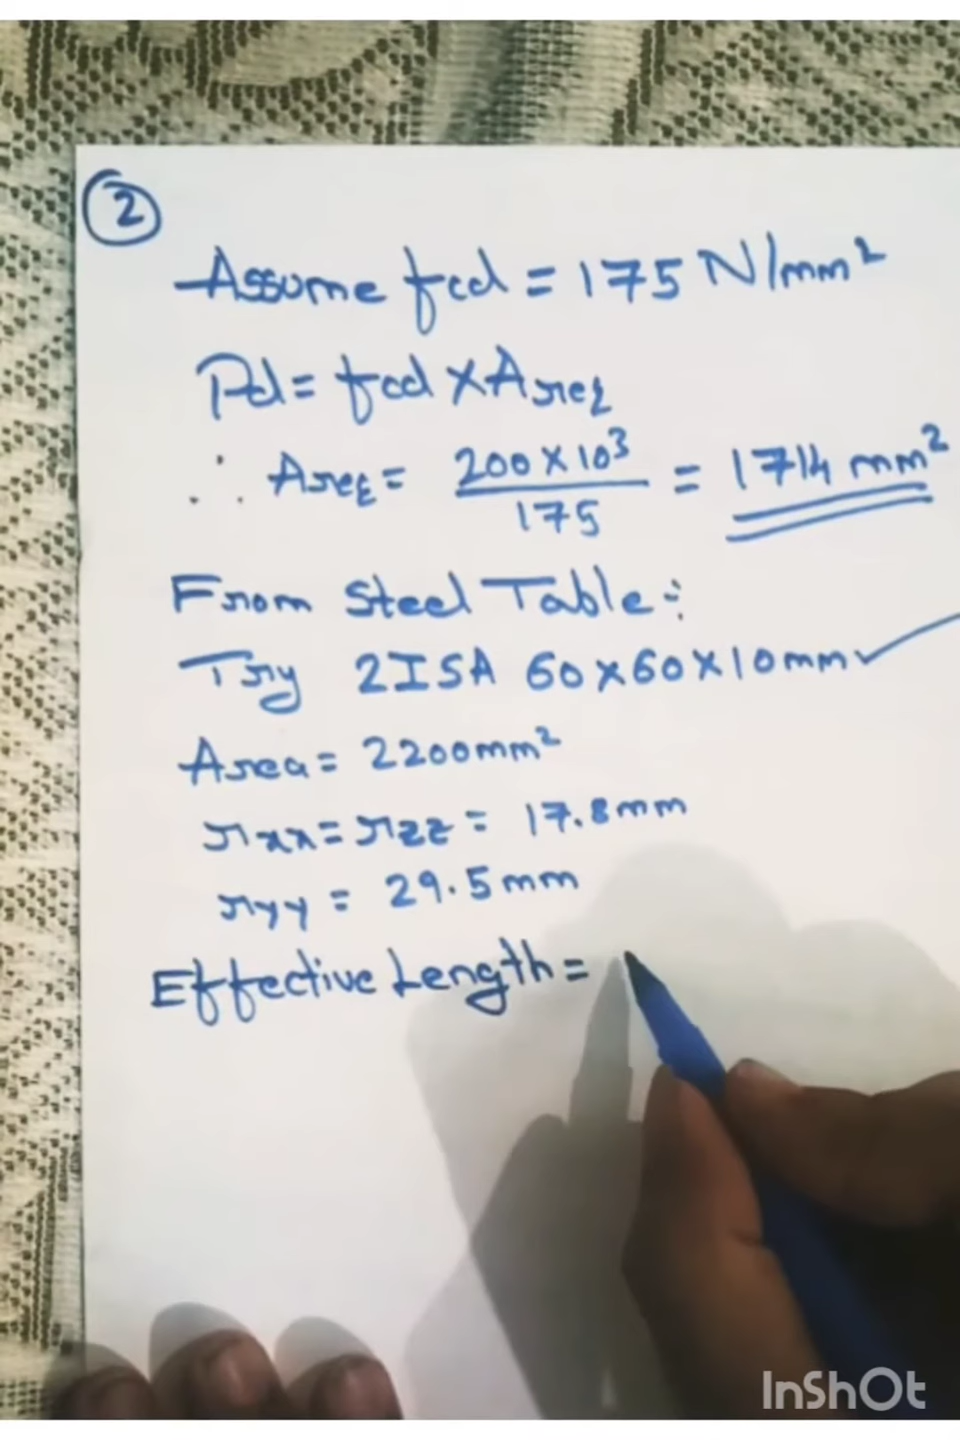 2
Assume fcd = 175 N/mm²
Pd = fcd × Areq
∴ Areq = 200 × 10³ / 175 = 1714 mm²
From Steel Table :-
Try 2ISA 60×60×10mm ✓
Area = 2200mm²
rxx = rzz = 17.8mm
ryy = 29.5mm
Effective Length =
InShOt